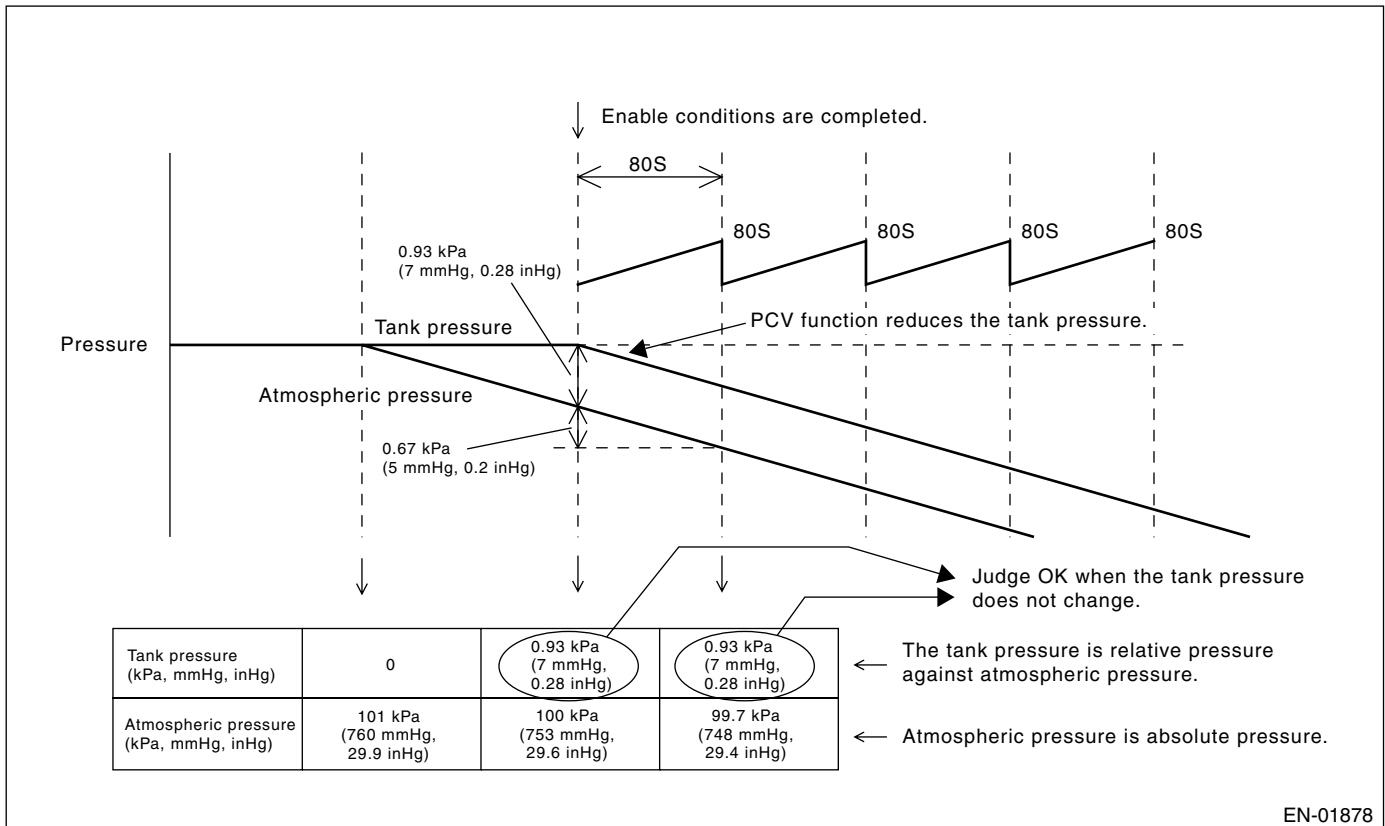 Enable conditions are completed.
80S
80S
80S
80S
80S
0.93 kPa
(7 mmHg, 0.28 inHg)
Tank pressure
PCV function reduces the tank pressure.
Pressure
Atmospheric pressure
0.67 kPa
(5 mmHg, 0.2 inHg)
Judge OK when the tank pressure
does not change.
Tank pressure
(kPa, mmHg, inHg)
0
0.93 kPa
(7 mmHg,
0.28 inHg)
0.93 kPa
(7 mmHg,
0.28 inHg)
The tank pressure is relative pressure
against atmospheric pressure.
Atmospheric pressure
(kPa, mmHg, inHg)
101 kPa
(760 mmHg,
29.9 inHg)
100 kPa
(753 mmHg,
29.6 inHg)
99.7 kPa
(748 mmHg,
29.4 inHg)
Atmospheric pressure is absolute pressure.
EN-01878